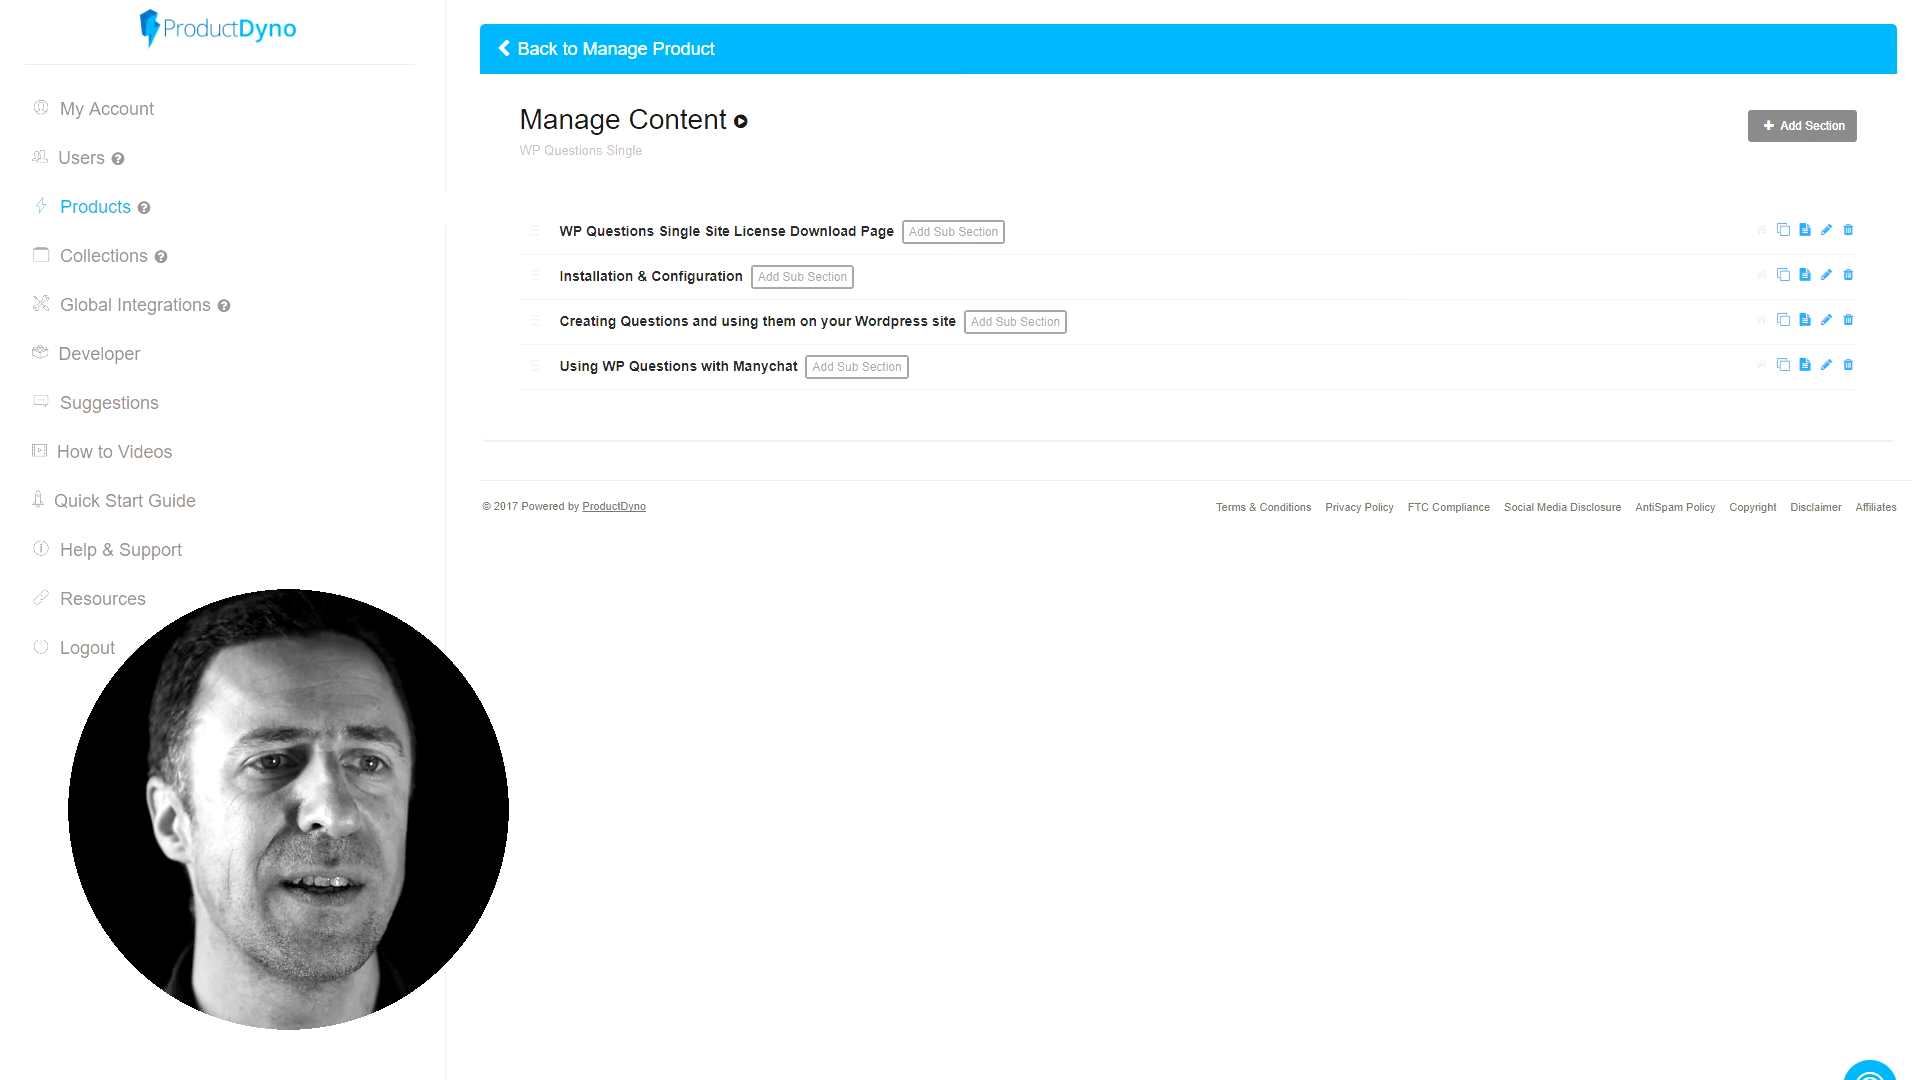 ProductDyno
My Account
Users
Products
Collections
Global Integrations
Developer
Suggestions
How to Videos
Quick Start Guide
Help & Support
Resources
Logout
Back to Manage Product
Manage Content
Add Section
WP Questions Single
WP Questions Single Site License Download Page Add Sub Section
Installation & Configuration Add Sub Section
Creating Questions and using them on your Wordpress site Add Sub Section
Using WP Questions with Manychat Add Sub Section
© 2017 Powered by ProductDyno
Terms & Conditions Privacy Policy FTC Compliance Social Media Disclosure AntiSpam Policy Copyright Disclaimer Affiliates